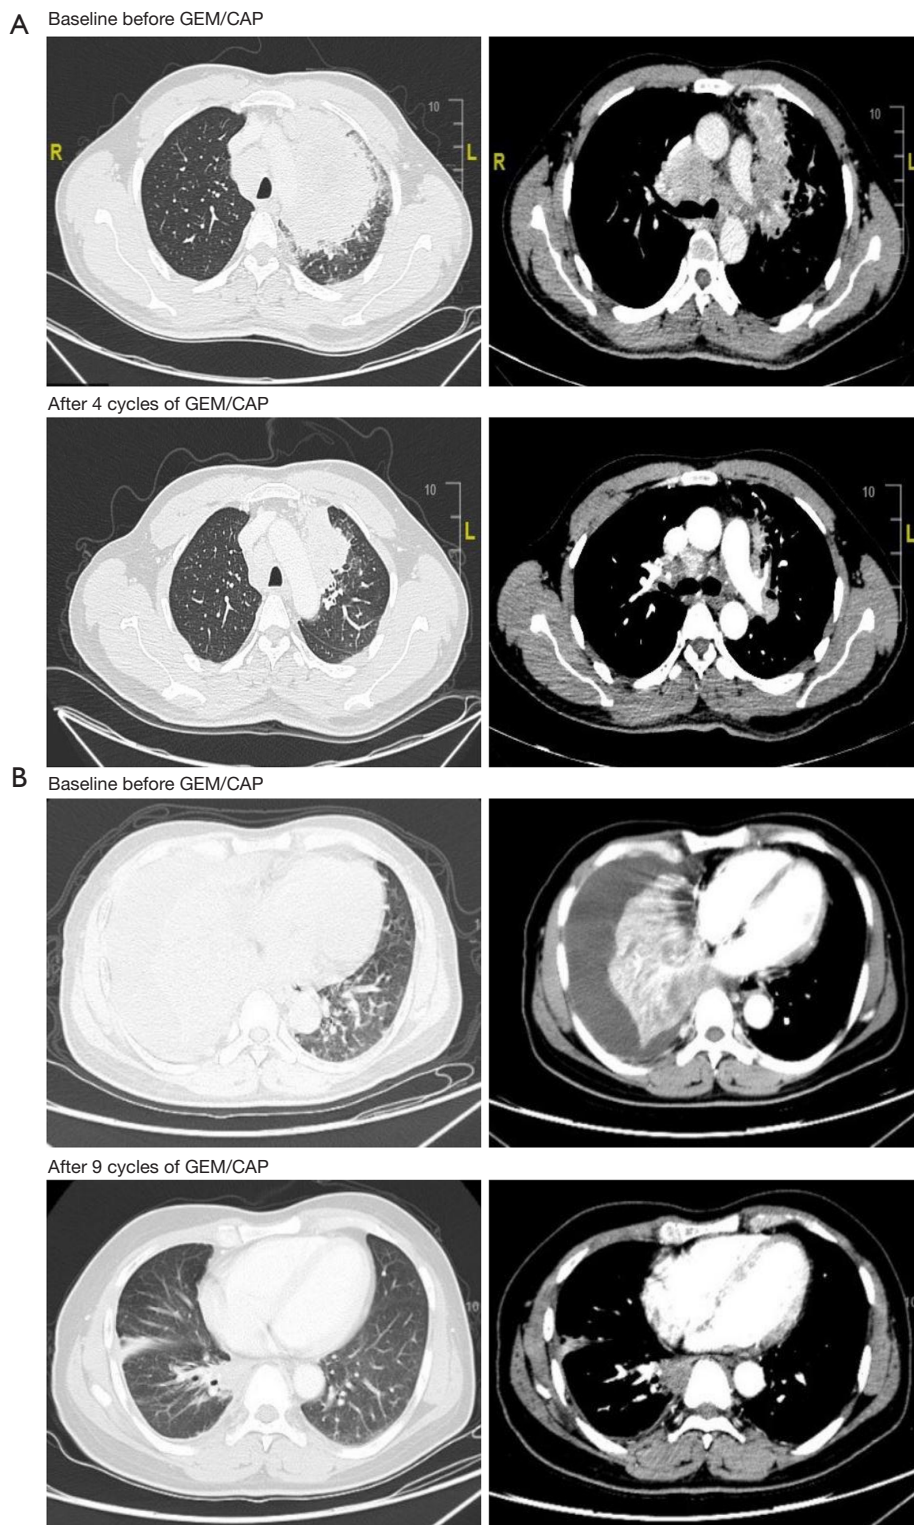 A
Baseline before GEM/CAP
10
R
L
10
R
L
After 4 cycles of GEM/CAP
10
L
10
L
B
Baseline before GEM/CAP
After 9 cycles of GEM/CAP
10
10